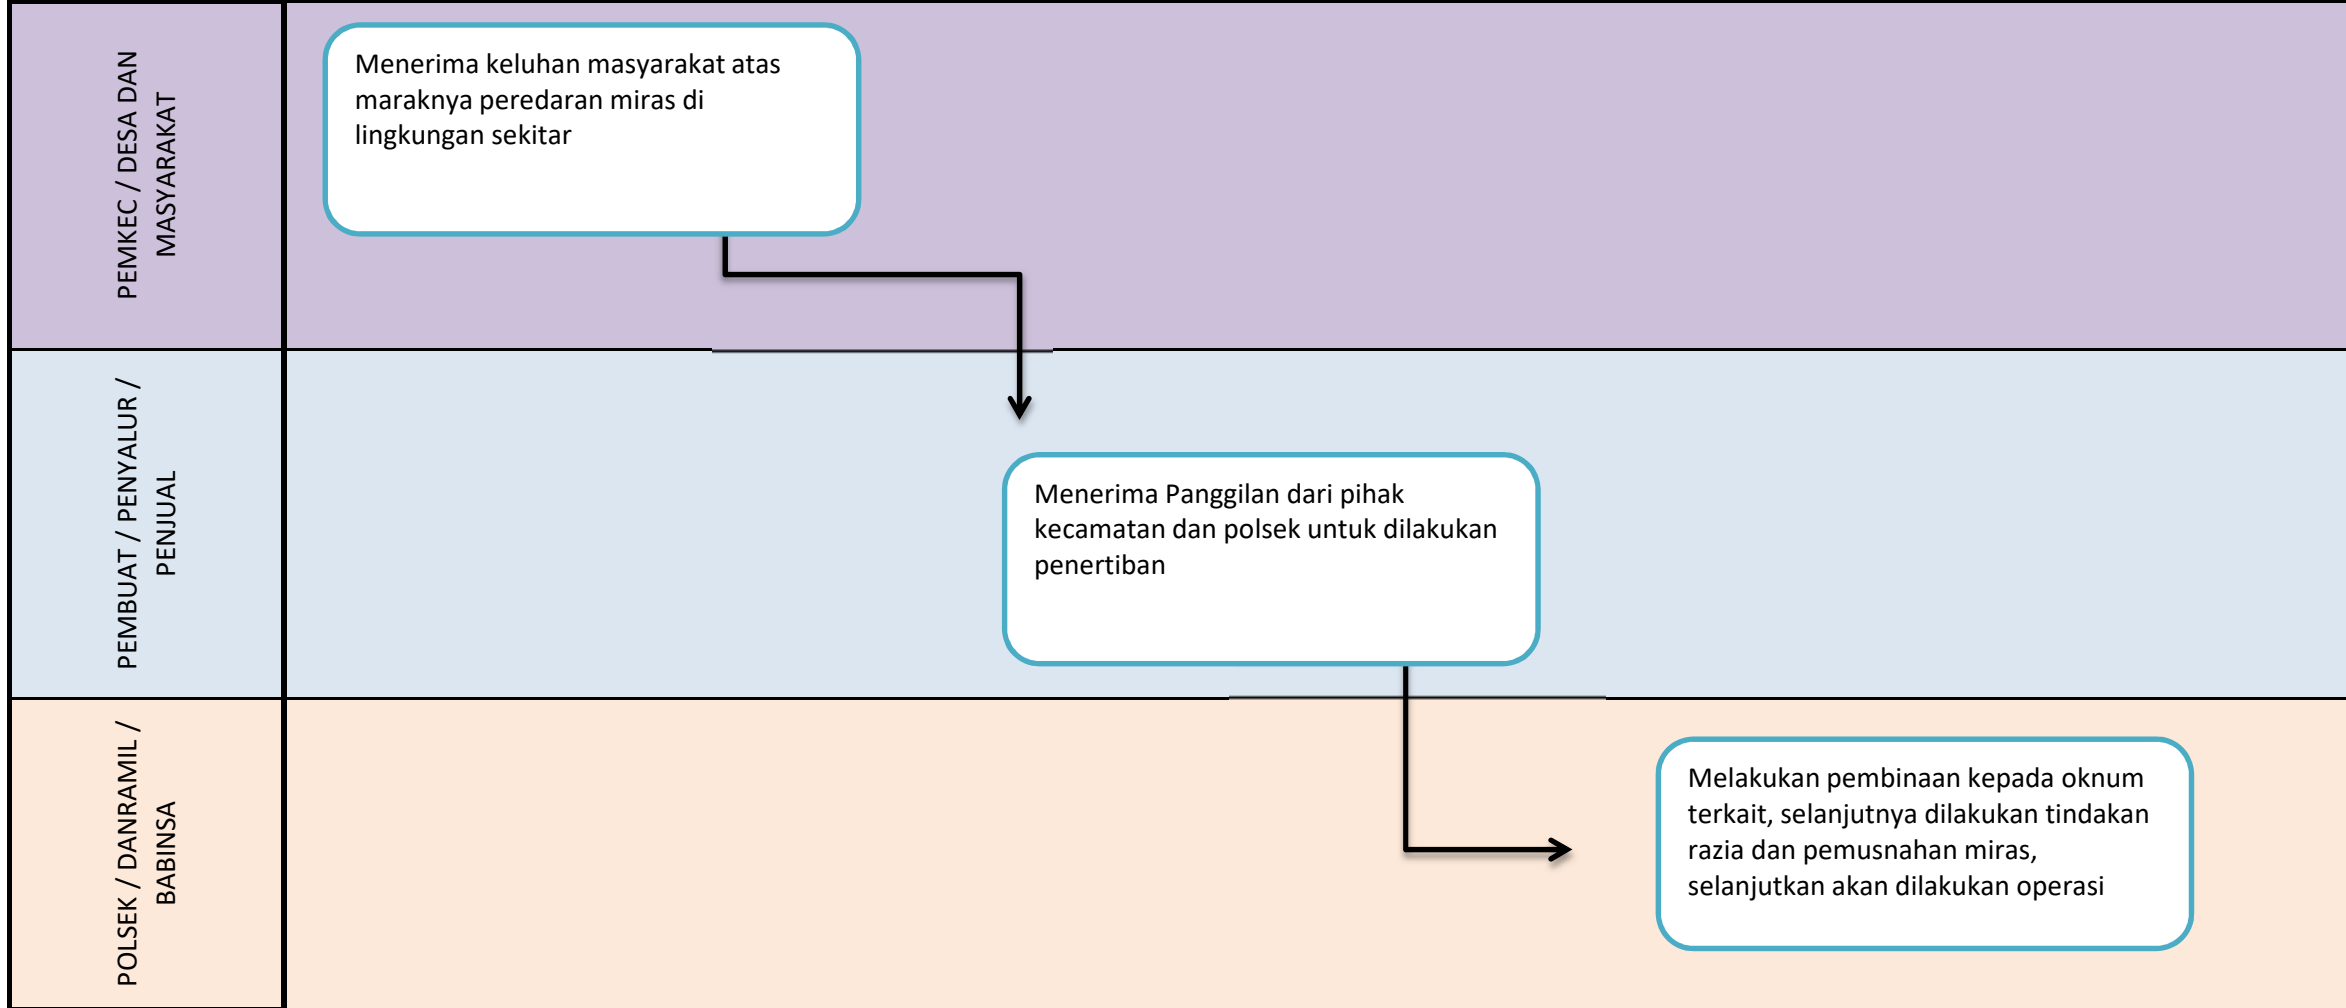 PEMKEC / DESA DAN
MASYARAKAT
Menerima keluhan masyarakat atas
maraknya peredaran miras di
lingkungan sekitar
PEMBUAT / PENYALUR /
PENJUAL
Menerima Panggilan dari pihak
kecamatan dan polsek untuk dilakukan
penertiban
POLSEK / DANRAMIL /
BABINSA
Melakukan pembinaan kepada oknum
terkait, selanjutnya dilakukan tindakan
razia dan pemusnahan miras,
selanjutkan akan dilakukan operasi